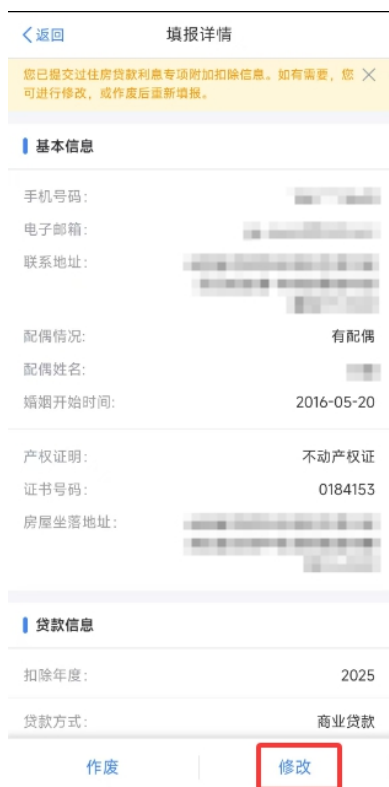 返回
填报详情
您已提交过住房贷款利息专项附加扣除信息。如有需要，您
可进行修改，或作废后重新填报。
基本信息
手机号码：
电子邮箱：
联系地址：
配偶情况： 有配偶
配偶姓名：
婚姻开始时间： 2016-05-20
产权证明： 不动产权证
证书号码： 0184153
房屋坐落地址：
贷款信息
扣除年度： 2025
贷款方式： 商业贷款
作废
修改